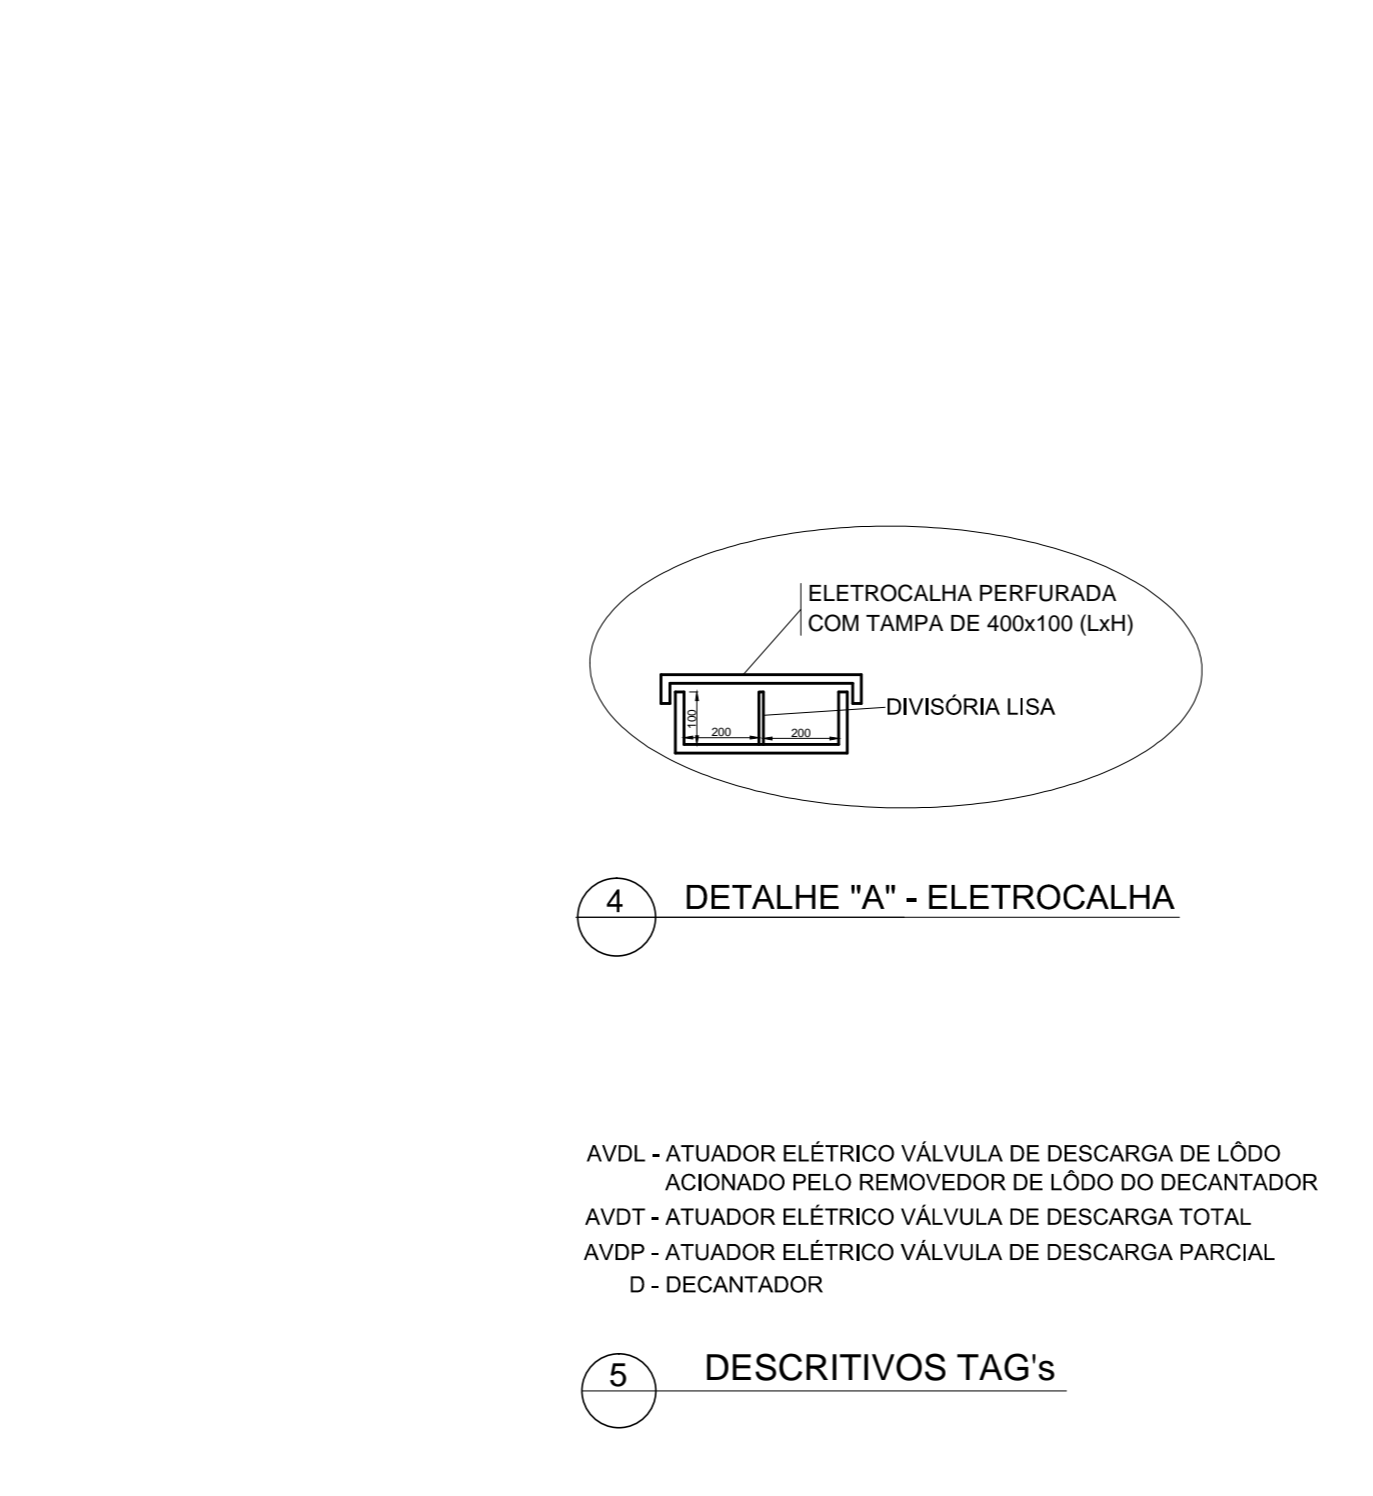 ELETROCALHA PERFURADA
COM TAMPA DE 400x100 (LxH)
DIVISÓRIA LISA
100
200
200
4
DETALHE "A" - ELETROCALHA
AVDL - ATUADOR ELÉTRICO VÁLVULA DE DESCARGA DE LÔDO
ACIONADO PELO REMOVEDOR DE LÔDO DO DECANTADOR
AVDT - ATUADOR ELÉTRICO VÁLVULA DE DESCARGA TOTAL
AVDP - ATUADOR ELÉTRICO VÁLVULA DE DESCARGA PARCIAL
D - DECANTADOR
5
DESCRITIVOS TAG's